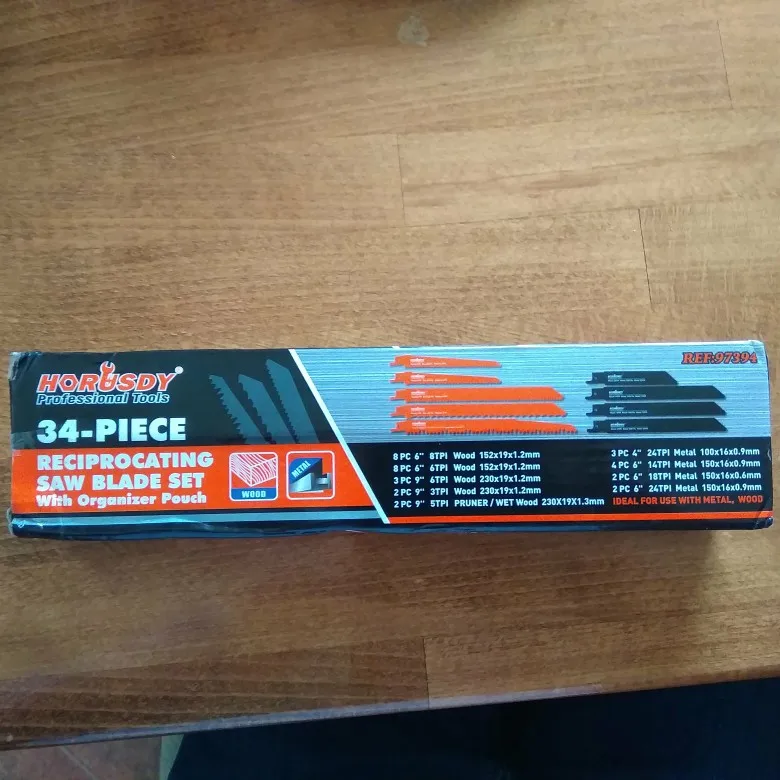 HORUSDY®
Professional Tools
34-PIECE
RECIPROCATING
SAW BLADE SET
With Organizer Pouch
WOOD
METAL
REF:97394
8 PC 6" 8TPI Wood 152x19x1.2mm
8 PC 6" 6TPI Wood 152x19x1.2mm
3 PC 9" 6TPI Wood 230x19x1.2mm
2 PC 9" 3TPI Wood 230x19x1.2mm
2 PC 9" 5TPI PRUNER / WET Wood 230X19X1.3mm
3 PC 4" 24TPI Metal 100x16x0.9mm
4 PC 6" 14TPI Metal 150x16x0.9mm
2 PC 6" 18TPI Metal 150x16x0.6mm
2 PC 6" 24TPI Metal 150x16x0.9mm
IDEAL FOR USE WITH METAL, WOOD